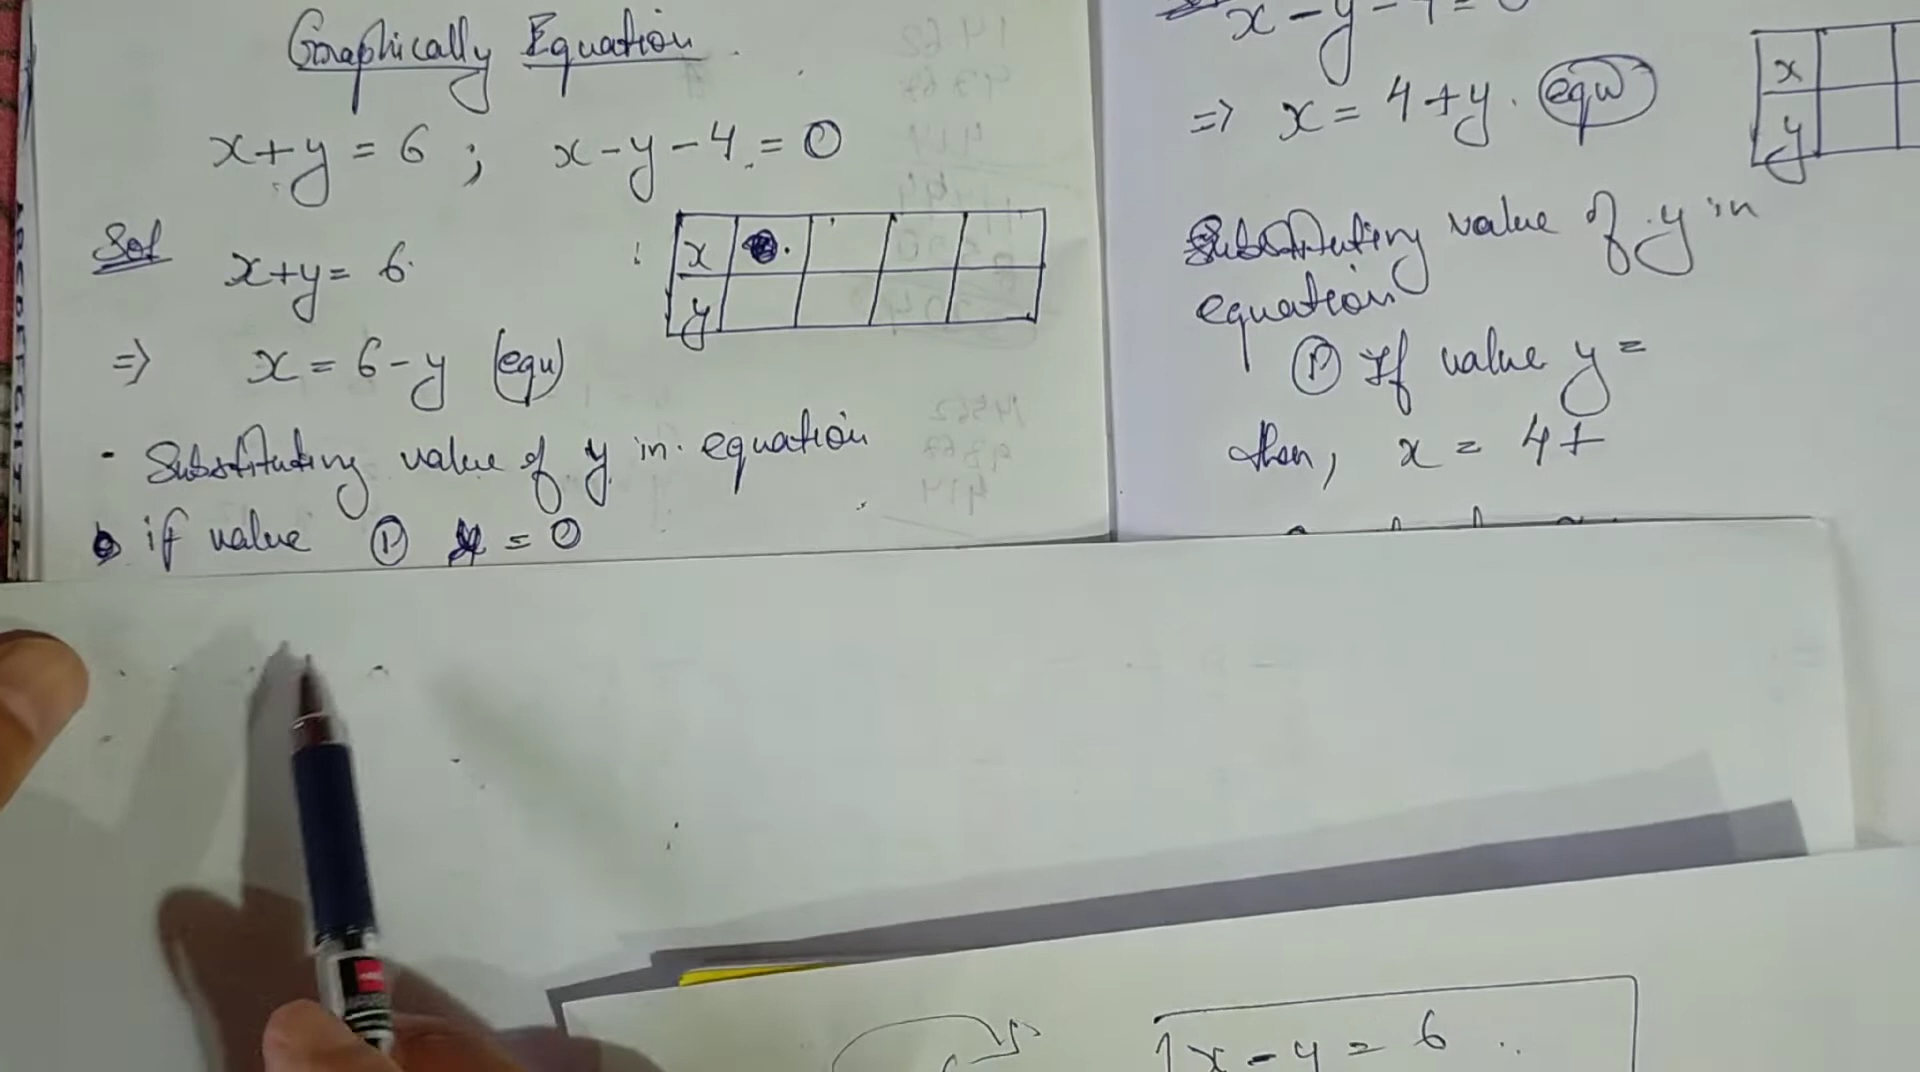 Graphically Equation
x+y = 6 ; x-y-4 = 0
Sol x+y = 6
x
y
=> x = 6-y (equ)
Substituting value of y in equation
if value ① = 0
x-y-4 = 0
=> x = 4+y. equ
x
y
Substituting value of y in
equation
① If value y =
then, x = 4+
x-y = 6